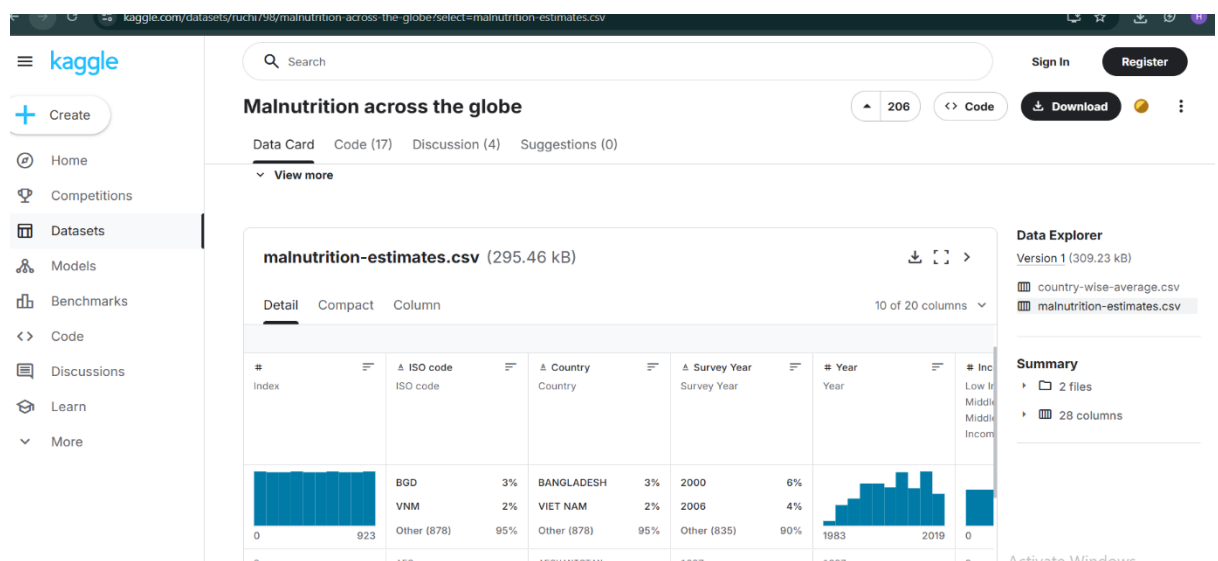 kaggle.com/datasets/ruchi798/malnutrition-across-the-globe?select=malnutrition-estimates.csv
kaggle
Search
Sign In
Register
Create
Malnutrition across the globe
206
<> Code
Download
Data Card
Code (17)
Discussion (4)
Suggestions (0)
View more
Home
Competitions
Datasets
Models
Benchmarks
Code
Discussions
Learn
More
malnutrition-estimates.csv (295.46 kB)
Detail
Compact
Column
10 of 20 columns
#
Index
ISO code
ISO code
Country
Country
Survey Year
Survey Year
# Year
Year
# Inc
Low In
Middle
Middle
Incom
0 923
BGD 3%
VNM 2%
Other (878) 95%
BANGLADESH 3%
VIET NAM 2%
Other (878) 95%
2000 6%
2006 4%
Other (835) 90%
1983 2019
0
Data Explorer
Version 1 (309.23 kB)
country-wise-average.csv
malnutrition-estimates.csv
Summary
2 files
28 columns
Activate Windows